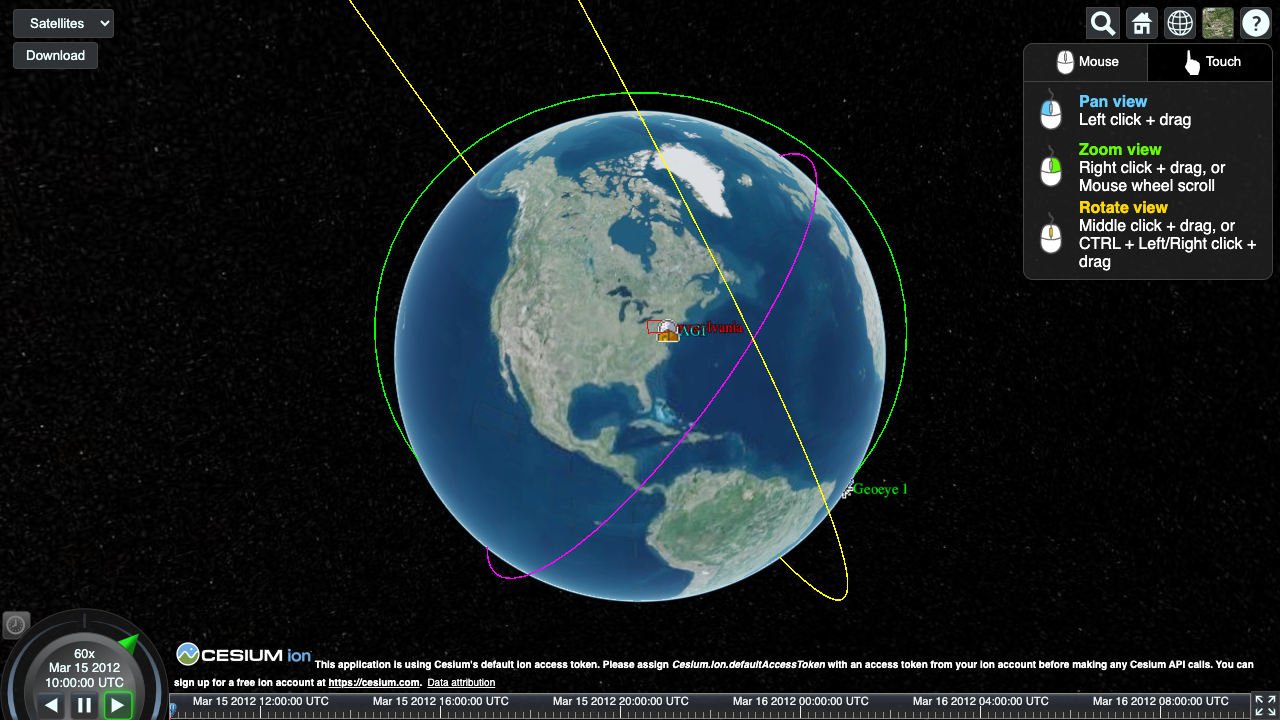 Satellites
Download
Mouse
Touch
Pan view
Left click + drag
Zoom view
Right click + drag, or
Mouse wheel scroll
Rotate view
Middle click + drag, or
CTRL + Left/Right click +
drag
AGI
Geoeye 1
60x
Mar 15 2012
10:00:00 UTC
CESIUM ion
This application is using Cesium's default ion access token. Please assign Cesium.Ion.defaultAccessToken with an access token from your ion account before making any Cesium API calls. You can
sign up for a free ion account at https://cesium.com. Data attribution
Mar 15 2012 12:00:00 UTC Mar 15 2012 16:00:00 UTC Mar 15 2012 20:00:00 UTC Mar 16 2012 00:00:00 UTC Mar 16 2012 04:00:00 UTC Mar 16 2012 08:00:00 UTC